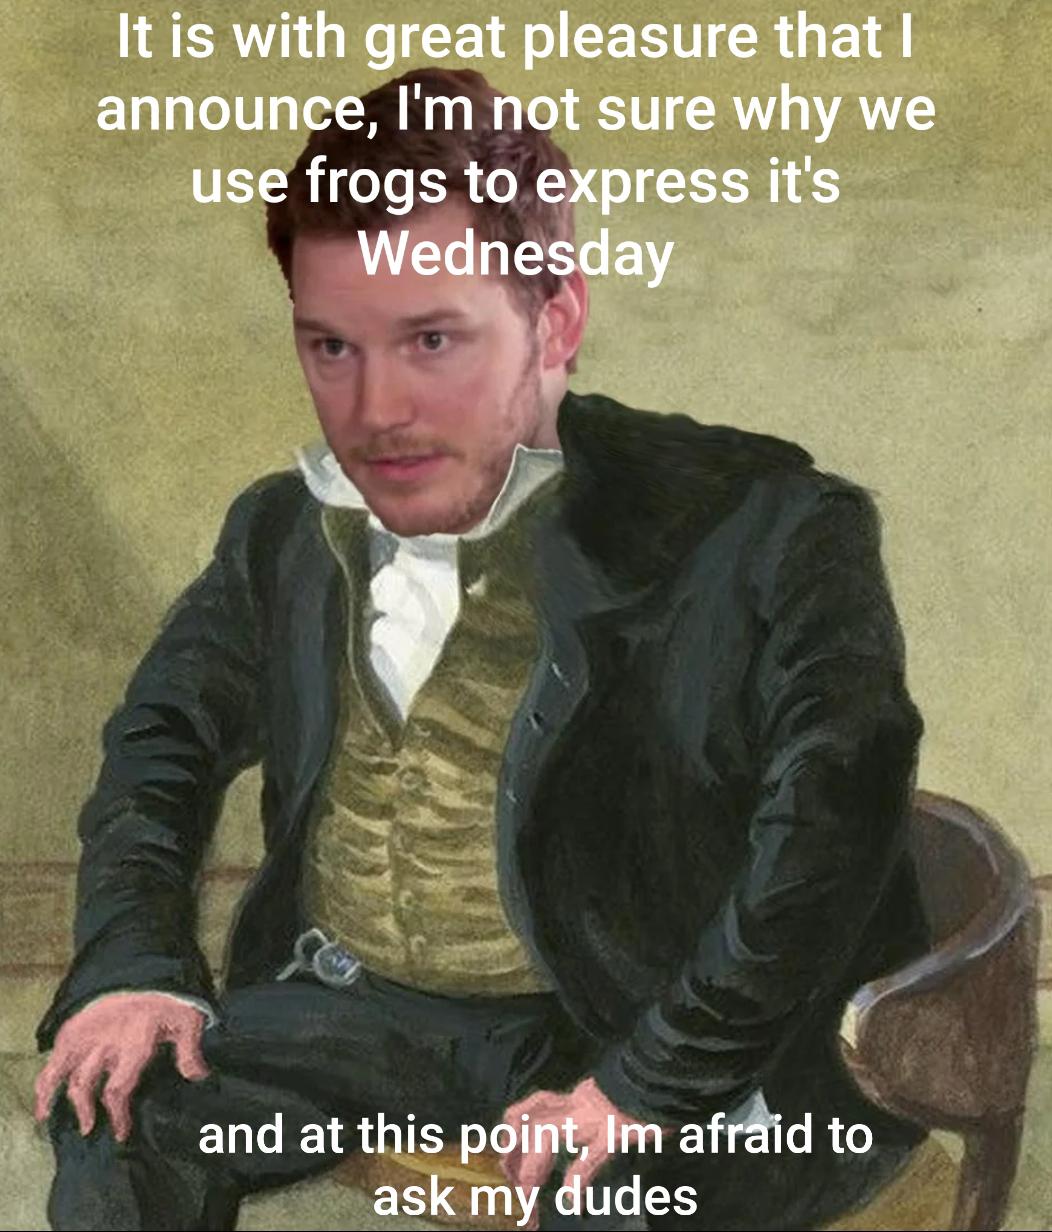 It is with great pleasure that I
announce, I'm not sure why we
use frogs to express it's
Wednesday
and at this point, Im afraid to
ask my dudes